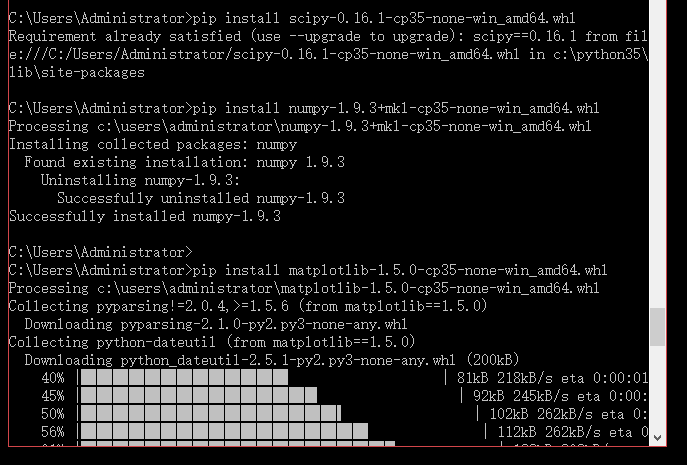 C:\Users\Administrator>pip install scipy-0.16.1-cp35-none-win_amd64.whl
Requirement already satisfied (use --upgrade to upgrade): scipy==0.16.1 from fil
e:///C:/Users/Administrator/scipy-0.16.1-cp35-none-win_amd64.whl in c:\python35\
lib\site-packages
C:\Users\Administrator>pip install numpy-1.9.3+mkl-cp35-none-win_amd64.whl
Processing c:\users\administrator\numpy-1.9.3+mkl-cp35-none-win_amd64.whl
Installing collected packages: numpy
Found existing installation: numpy 1.9.3
Uninstalling numpy-1.9.3:
Successfully uninstalled numpy-1.9.3
Successfully installed numpy-1.9.3
C:\Users\Administrator>
C:\Users\Administrator>pip install matplotlib-1.5.0-cp35-none-win_amd64.whl
Processing c:\users\administrator\matplotlib-1.5.0-cp35-none-win_amd64.whl
Collecting pyparsing!=2.0.4,>=1.5.6 (from matplotlib==1.5.0)
Downloading pyparsing-2.1.0-py2.py3-none-any.whl
Collecting python-dateutil (from matplotlib==1.5.0)
Downloading python_dateutil-2.5.1-py2.py3-none-any.whl (200kB)
40% | | 81kB 218kB/s eta 0:00:01
45% | | 92kB 245kB/s eta 0:00:
50% | | 102kB 262kB/s eta 0:
56% | | 112kB 262kB/s eta 0